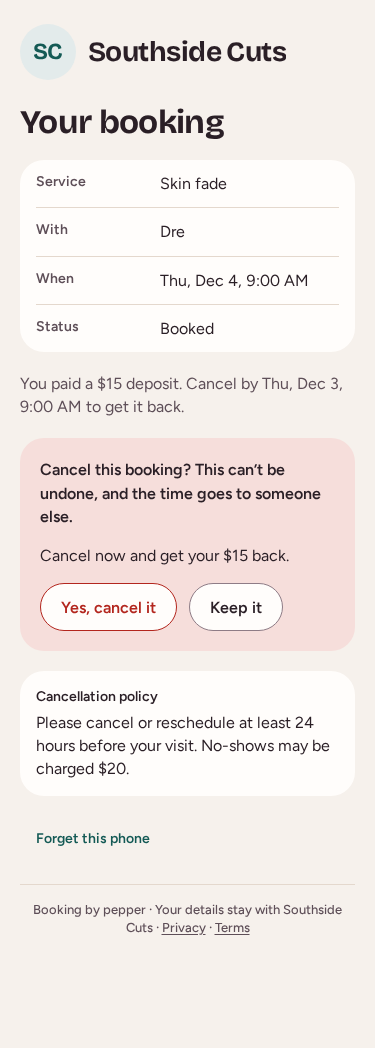 SC
Southside Cuts
Your booking
Service
Skin fade
With
Dre
When
Thu, Dec 4, 9:00 AM
Status
Booked
You paid a $15 deposit. Cancel by Thu, Dec 3,
9:00 AM to get it back.
Cancel this booking? This can’t be
undone, and the time goes to someone
else.
Cancel now and get your $15 back.
Yes, cancel it
Keep it
Cancellation policy
Please cancel or reschedule at least 24
hours before your visit. No-shows may be
charged $20.
Forget this phone
Booking by pepper · Your details stay with Southside
Cuts · Privacy · Terms